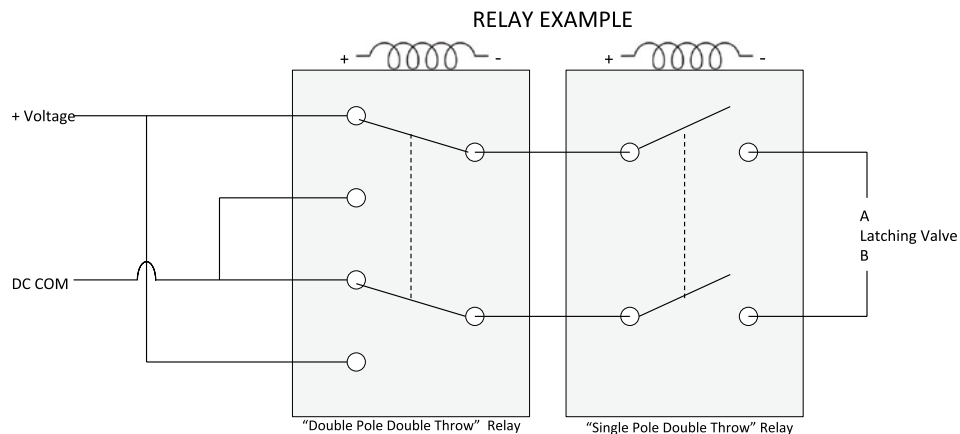 RELAY EXAMPLE
+ -
+ -
+ Voltage
A
Latching Valve
B
DC COM
“Double Pole Double Throw” Relay
“Single Pole Double Throw” Relay